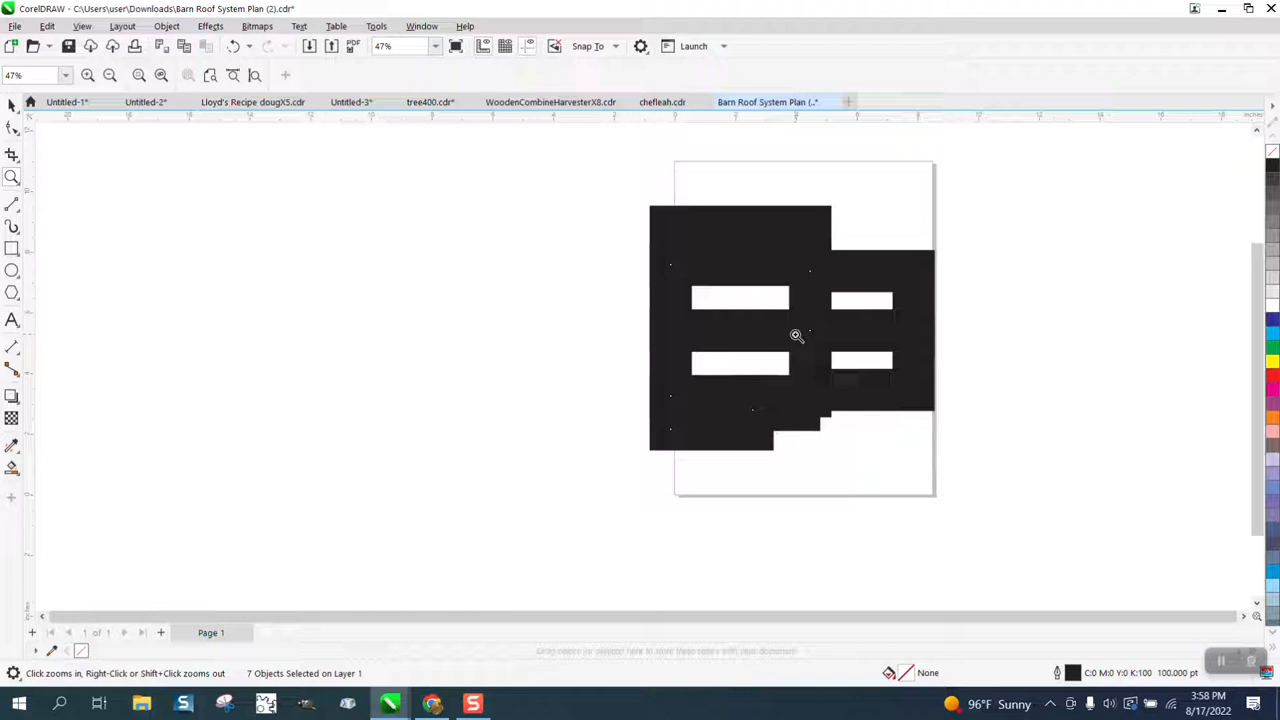 CorelDRAW - C:\Users\user\Downloads\Barn Roof System Plan (2).cdr*
File Edit View Layout Object Effects Bitmaps Text Table Tools Window Help
PDF 47% Snap To Launch
47%
Untitled-1* Untitled-2* Lloyd's Recipe dougX5.cdr Untitled-3* tree400.cdr* WoodenCombineHarvesterX8.cdr chefleah.cdr Barn Roof System Plan (..*
inches
inches
1 of 1 Page 1
Click zooms in, Right-Click or Shift+Click zooms out 7 Objects Selected on Layer 1 None C:0 M:0 Y:0 K:100 100.000 pt
96°F Sunny 3:58 PM
8/17/2022